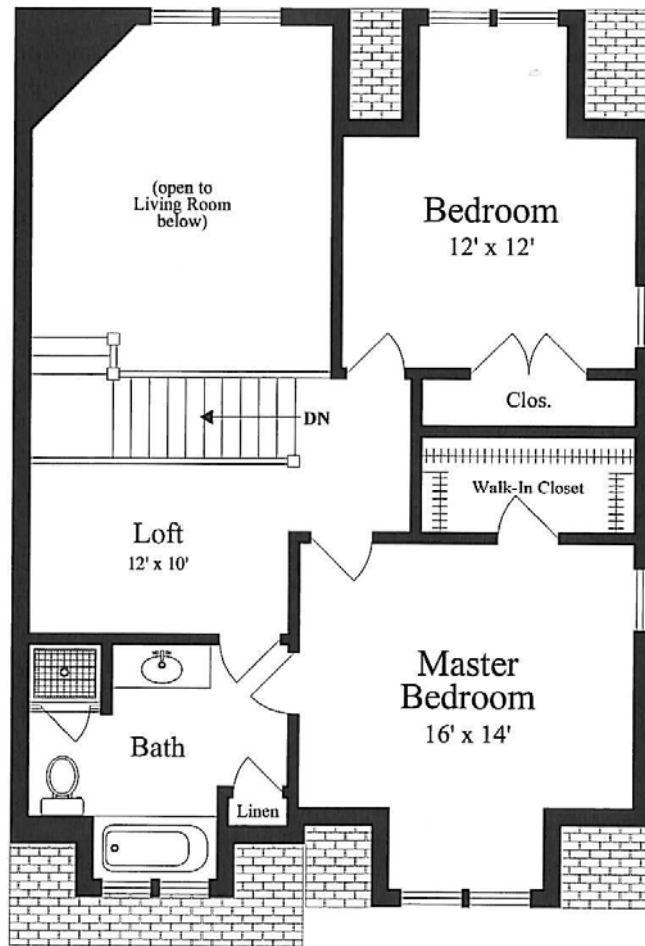 (open to
Living Room
below)
Bedroom
12' x 12'
Clos.
DN
Walk-In Closet
Loft
12' x 10'
Master
Bedroom
16' x 14'
Bath
Linen